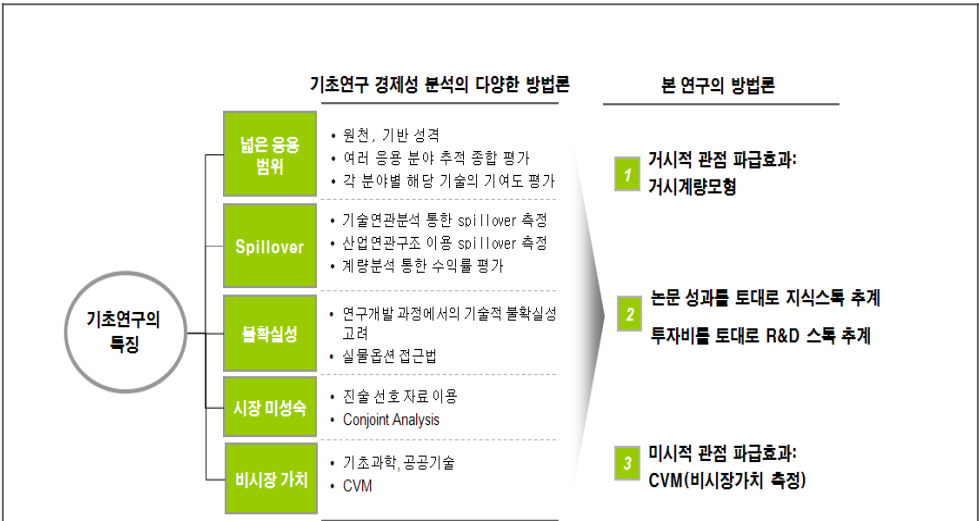 기초연구 경제성 분석의 다양한 방법론
본 연구의 방법론
기초연구의
특징
넓은 응용
범위
• 원천, 기반 성격
• 여러 응용 분야 추적 종합 평가
• 각 분야별 해당 기술의 기여도 평가
Spillover
• 기술연관분석 통한 spillover 측정
• 산업연관구조 이용 spillover 측정
• 계량분석 통한 수익률 평가
불확실성
• 연구개발 과정에서의 기술적 불확실성
고려
• 실물옵션 접근법
시장 미성숙
• 진술 선호 자료 이용
• Conjoint Analysis
비시장 가치
• 기초과학, 공공기술
• CVM
1
거시적 관점 파급효과:
거시계량모형
2
논문 성과를 토대로 지식스톡 추계
투자비를 토대로 R&D 스톡 추계
3
미시적 관점 파급효과:
CVM(비시장가치 측정)